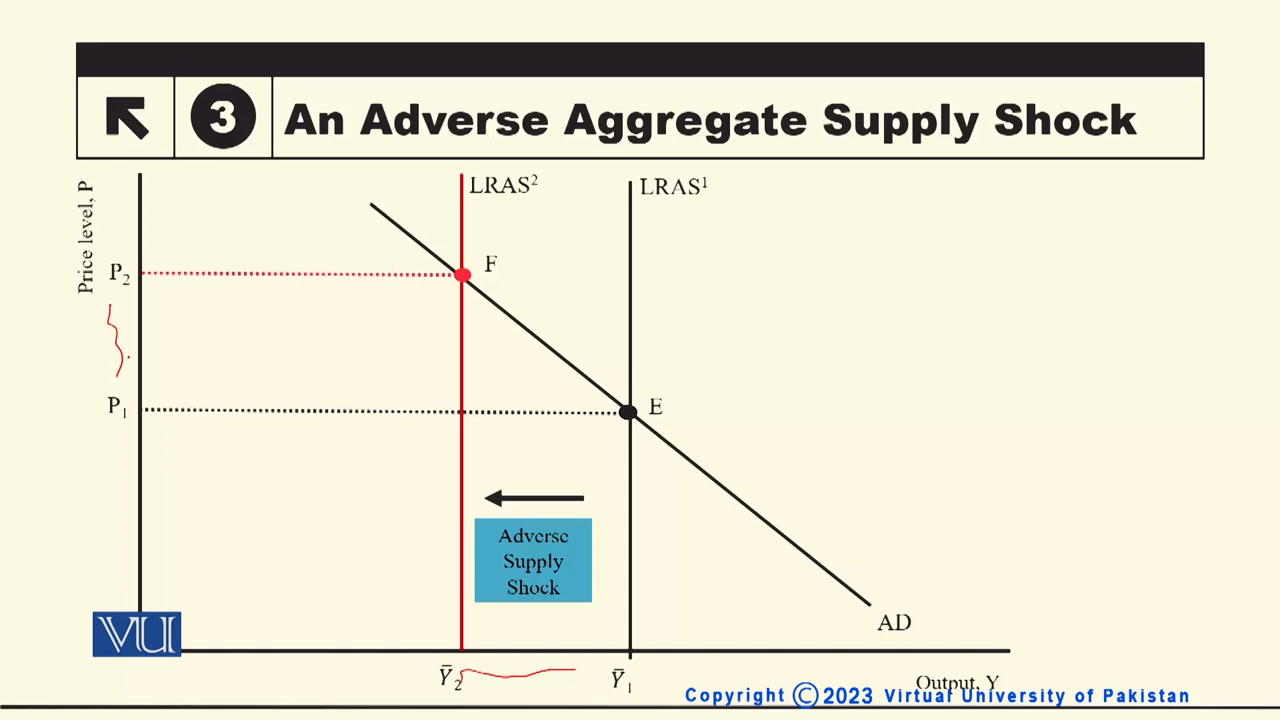 3 An Adverse Aggregate Supply Shock
Price level, P
LRAS²
LRAS¹
P₂
F
P₁
E
Adverse
Supply
Shock
AD
VU
Ȳ₂
Ȳ₁
Output, Y
Copyright Ⓒ 2023 Virtual University of Pakistan